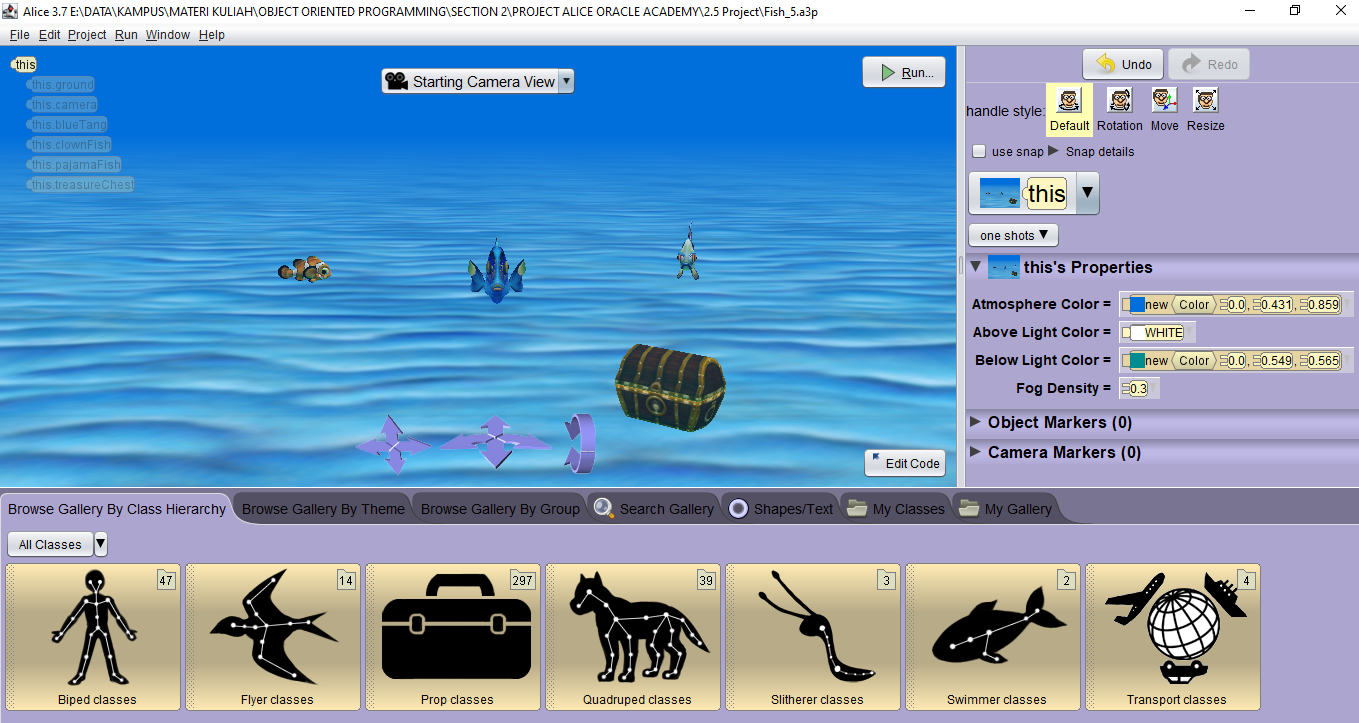 Alice 3.7 E:\DATA\KAMPUS\MATERI KULIAH\OBJECT ORIENTED PROGRAMMING\SECTION 2\PROJECT ALICE ORACLE ACADEMY\2.5 Project\Fish_5.a3p
File Edit Project Run Window Help
this
this.ground
this.camera
this.blueTang
this.clownFish
this.pajamaFish
this.treasureChest
Starting Camera View
Run...
Edit Code
Undo Redo
handle style: Default Rotation Move Resize
use snap Snap details
this
one shots
this's Properties
Atmosphere Color = new Color 0.0, 0.431, 0.859
Above Light Color = WHITE
Below Light Color = new Color 0.0, 0.549, 0.565
Fog Density = 0.3
Object Markers (0)
Camera Markers (0)
Browse Gallery By Class Hierarchy Browse Gallery By Theme Browse Gallery By Group Search Gallery Shapes/Text My Classes My Gallery
All Classes
47 14 297 39 3 2 4
Biped classes Flyer classes Prop classes Quadruped classes Slitherer classes Swimmer classes Transport classes